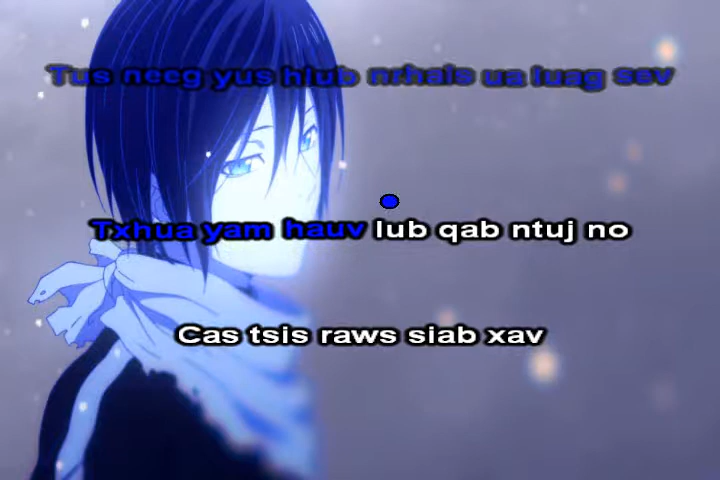 Tus neeg yus hlub nrhais ua luag ssv
Txhua yam hauv lub qab ntuj no
Cas tsis raws siab xav